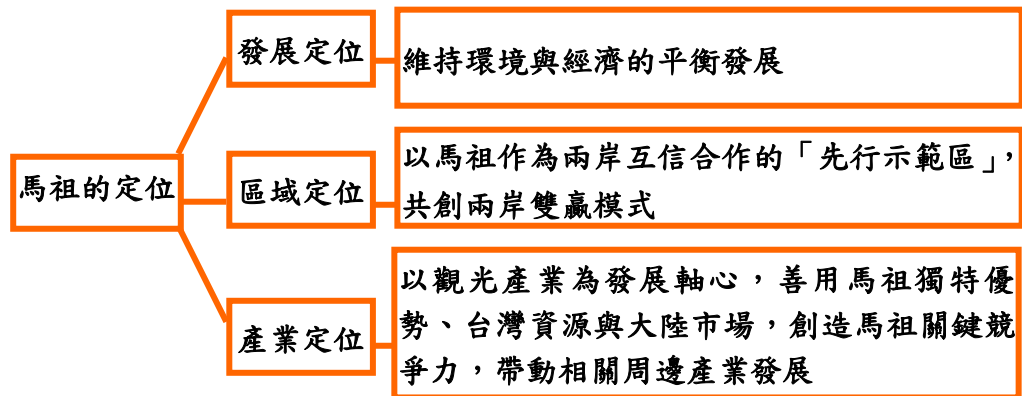 馬祖的定位
發展定位
維持環境與經濟的平衡發展
區域定位
以馬祖作為兩岸互信合作的「先行示範區」，
共創兩岸雙贏模式
產業定位
以觀光產業為發展軸心，善用馬祖獨特優
勢、台灣資源與大陸市場，創造馬祖關鍵競
爭力，帶動相關周邊產業發展